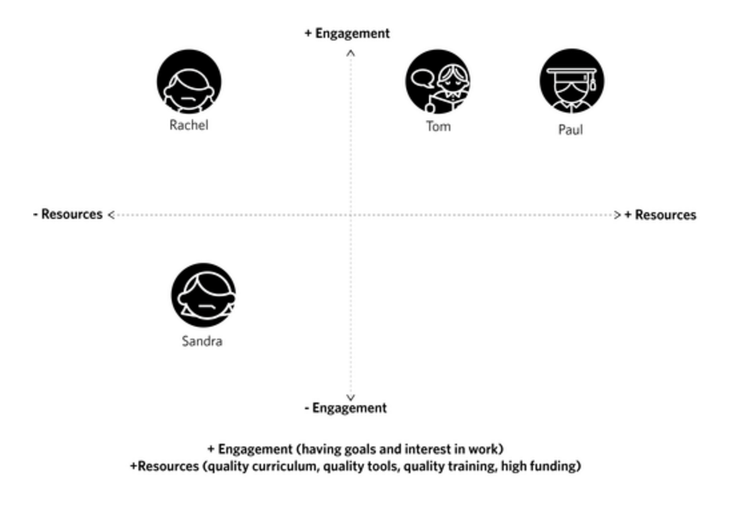 + Engagement
Rachel
Tom
Paul
- Resources
+ Resources
Sandra
- Engagement
+ Engagement (having goals and interest in work)
+Resources (quality curriculum, quality tools, quality training, high funding)